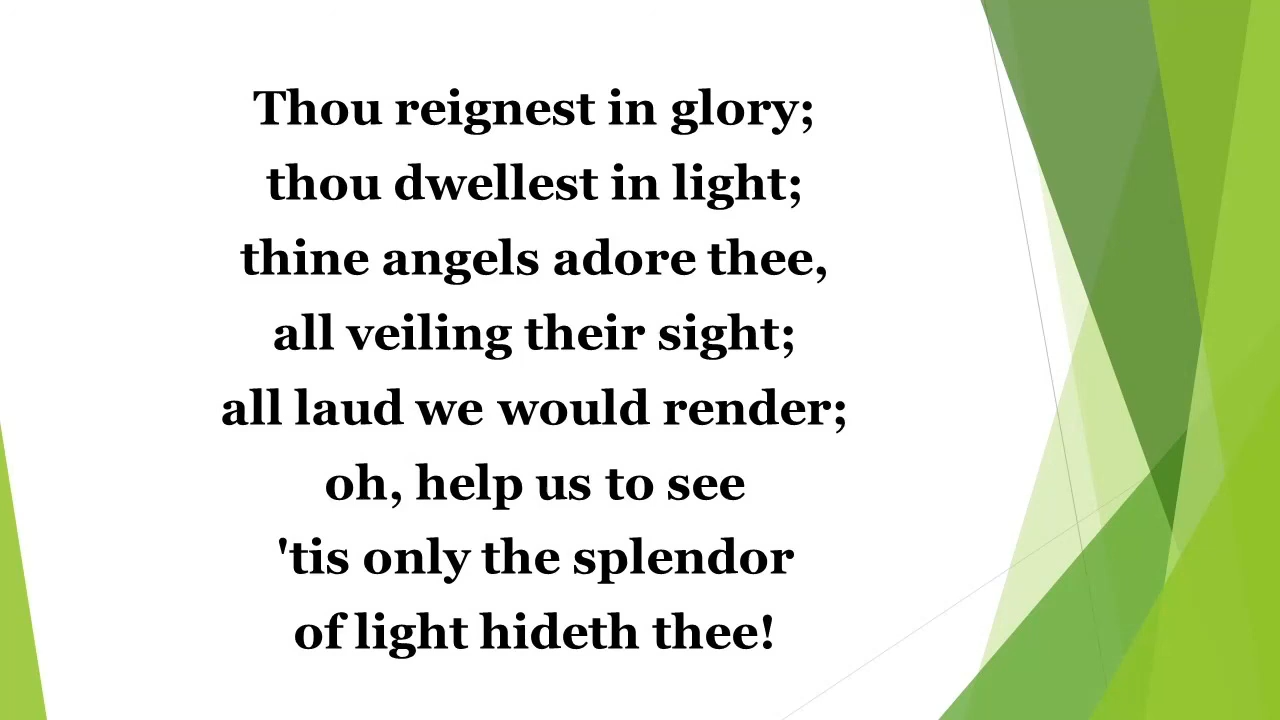 Thou reignest in glory;
thou dwellest in light;
thine angels adore thee,
all veiling their sight;
all laud we would render;
oh, help us to see
'tis only the splendor
of light hideth thee!